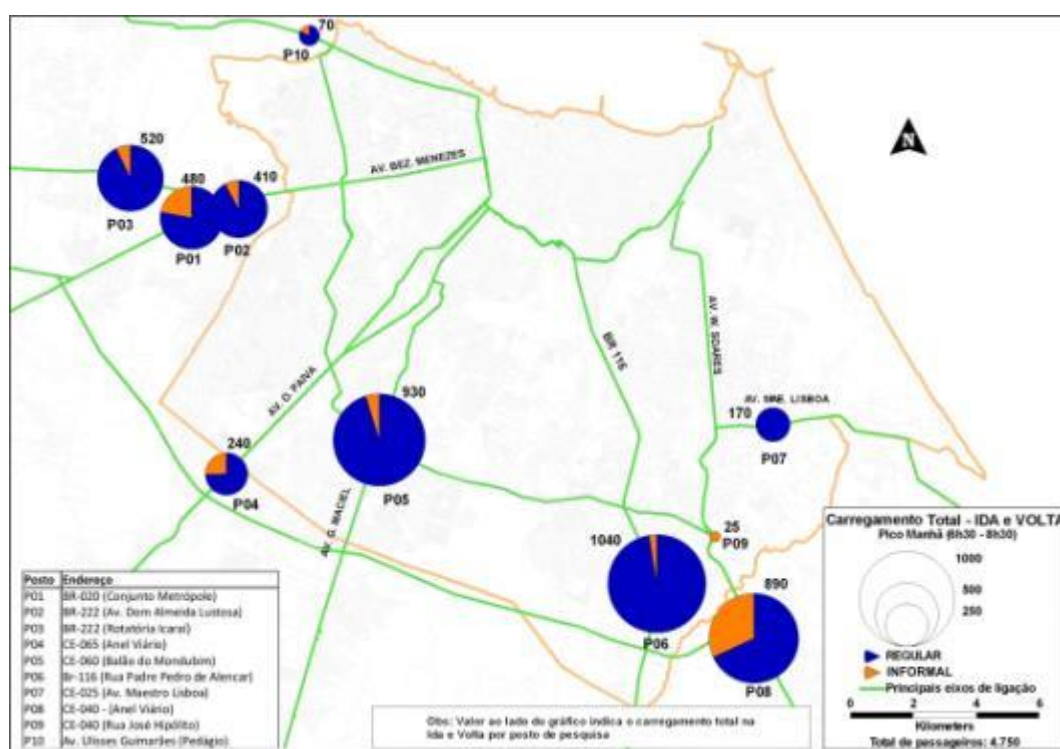 70
P10
520
P03
480
P01
410
P02
AV. BEZ. MENEZES
N
AV. W. SOARES
BR 116
AV. O. PAIVA
930
P05
240
P04
AV. G. MACIEL
170
AV. MAE. LISBOA
P07
25
P09
1040
P06
890
P08
Carregamento Total - IDA e VOLTA
Pico Manhã (6h30 - 8h30)
1000
500
250
REGULAR
INFORMAL
Principais eixos de ligação
0 2 4 6
Kilometers
Total de passageiros: 4.750
Posto Endereço
P01 BR-020 (Conjunto Metrópole)
P02 BR-222 (Av. Dom Almeida Lustosa)
P03 BR-222 (Rotatória Icaraí)
P04 CE-065 (Anel Viário)
P05 CE-060 (Balão do Mondubim)
P06 Br-116 (Rua Padre Pedro de Alencar)
P07 CE-025 (Av. Maestro Lisboa)
P08 CE-040 - (Anel Viário)
P09 CE-040 (Rua José Hipólito)
P10 Av. Ulisses Guimarães (Pedágio)
Obs: Valor ao lado do gráfico indica o carregamento total na
Ida e Volta por posto de pesquisa